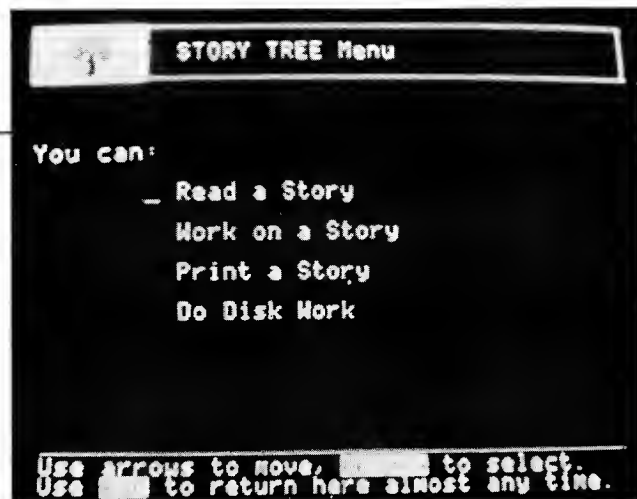 STORY TREE Menu
You can:
Read a Story
Work on a Story
Print a Story
Do Disk Work
Use arrows to move, to select.
Use to return here almost any time.